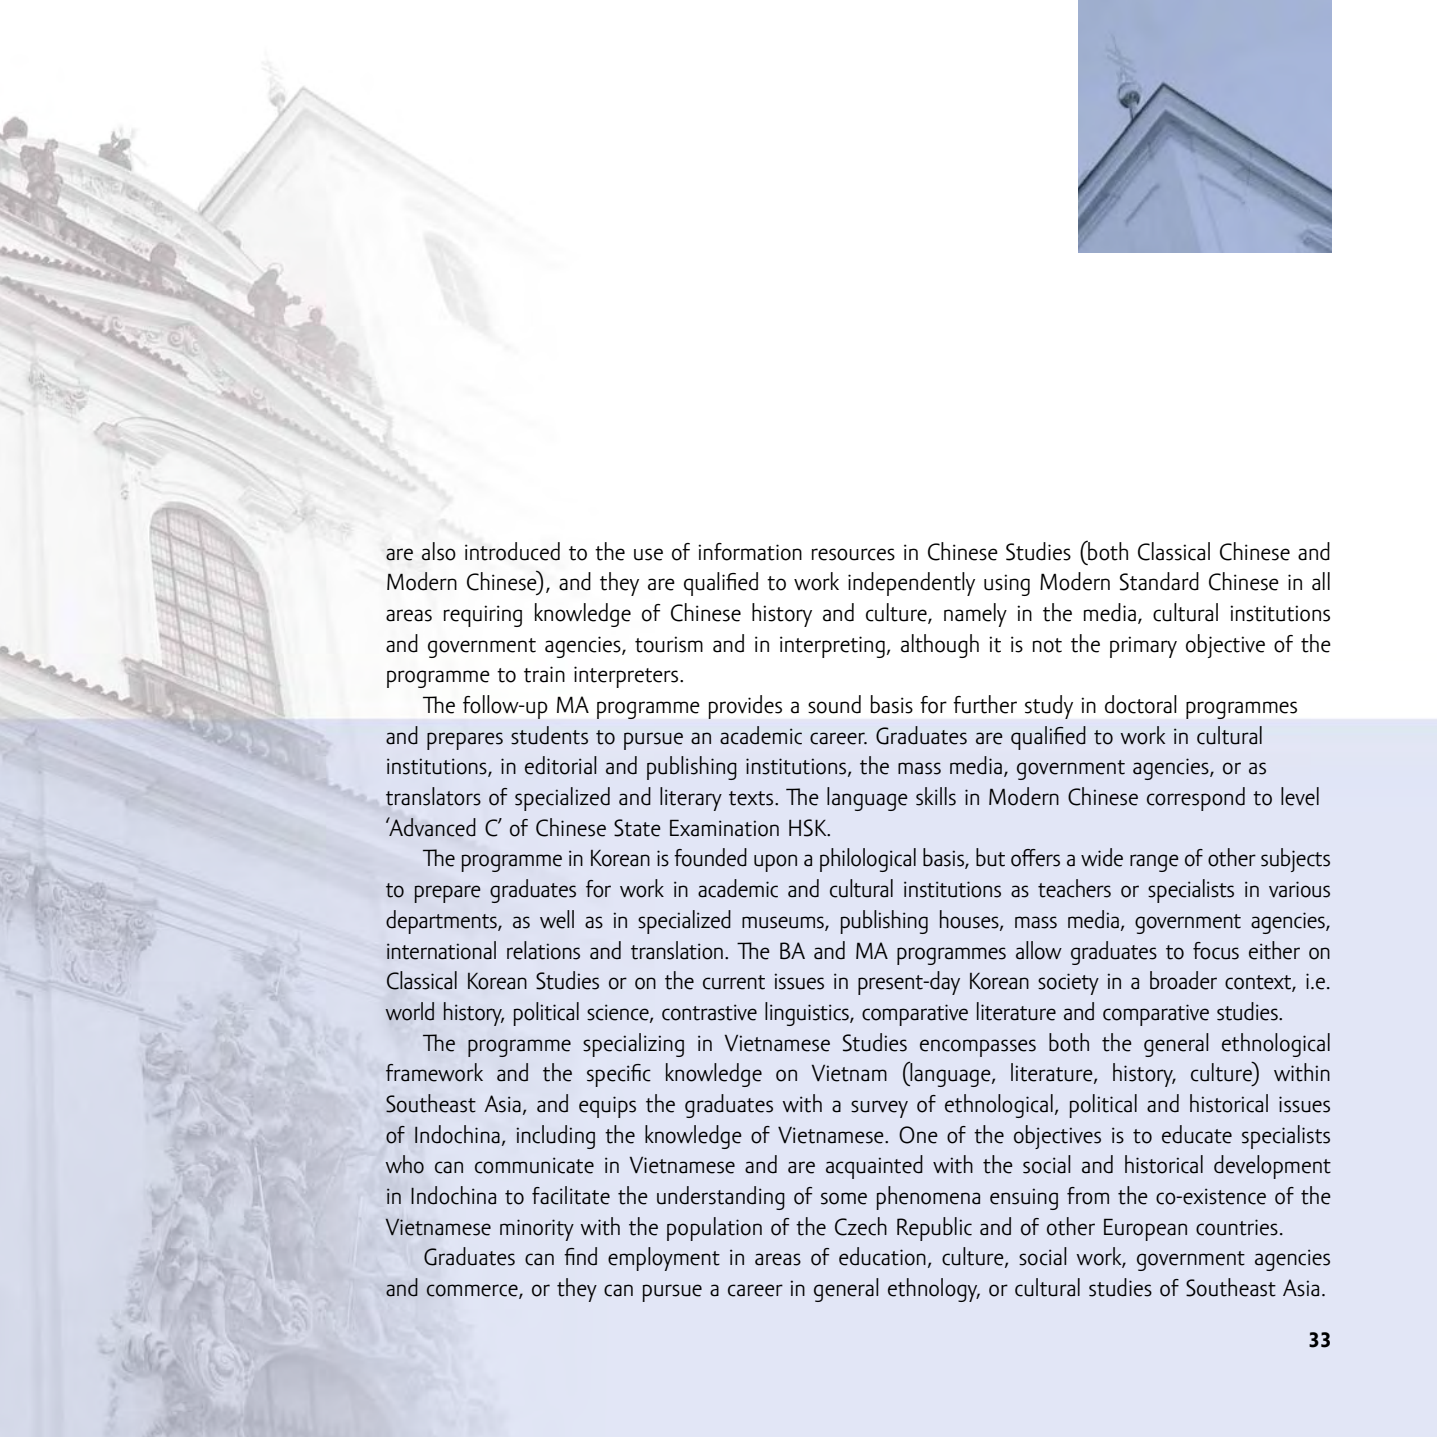 are also introduced to the use of information resources in Chinese Studies (both Classical Chinese and
Modern Chinese), and they are qualified to work independently using Modern Standard Chinese in all
areas requiring knowledge of Chinese history and culture, namely in the media, cultural institutions
and government agencies, tourism and in interpreting, although it is not the primary objective of the
programme to train interpreters.
The follow-up MA programme provides a sound basis for further study in doctoral programmes
and prepares students to pursue an academic career. Graduates are qualified to work in cultural
institutions, in editorial and publishing institutions, the mass media, government agencies, or as
translators of specialized and literary texts. The language skills in Modern Chinese correspond to level
‘Advanced C’ of Chinese State Examination HSK.
The programme in Korean is founded upon a philological basis, but offers a wide range of other subjects
to prepare graduates for work in academic and cultural institutions as teachers or specialists in various
departments, as well as in specialized museums, publishing houses, mass media, government agencies,
international relations and translation. The BA and MA programmes allow graduates to focus either on
Classical Korean Studies or on the current issues in present-day Korean society in a broader context, i.e.
world history, political science, contrastive linguistics, comparative literature and comparative studies.
The programme specializing in Vietnamese Studies encompasses both the general ethnological
framework and the specific knowledge on Vietnam (language, literature, history, culture) within
Southeast Asia, and equips the graduates with a survey of ethnological, political and historical issues
of Indochina, including the knowledge of Vietnamese. One of the objectives is to educate specialists
who can communicate in Vietnamese and are acquainted with the social and historical development
in Indochina to facilitate the understanding of some phenomena ensuing from the co-existence of the
Vietnamese minority with the population of the Czech Republic and of other European countries.
Graduates can find employment in areas of education, culture, social work, government agencies
and commerce, or they can pursue a career in general ethnology, or cultural studies of Southeast Asia.
33